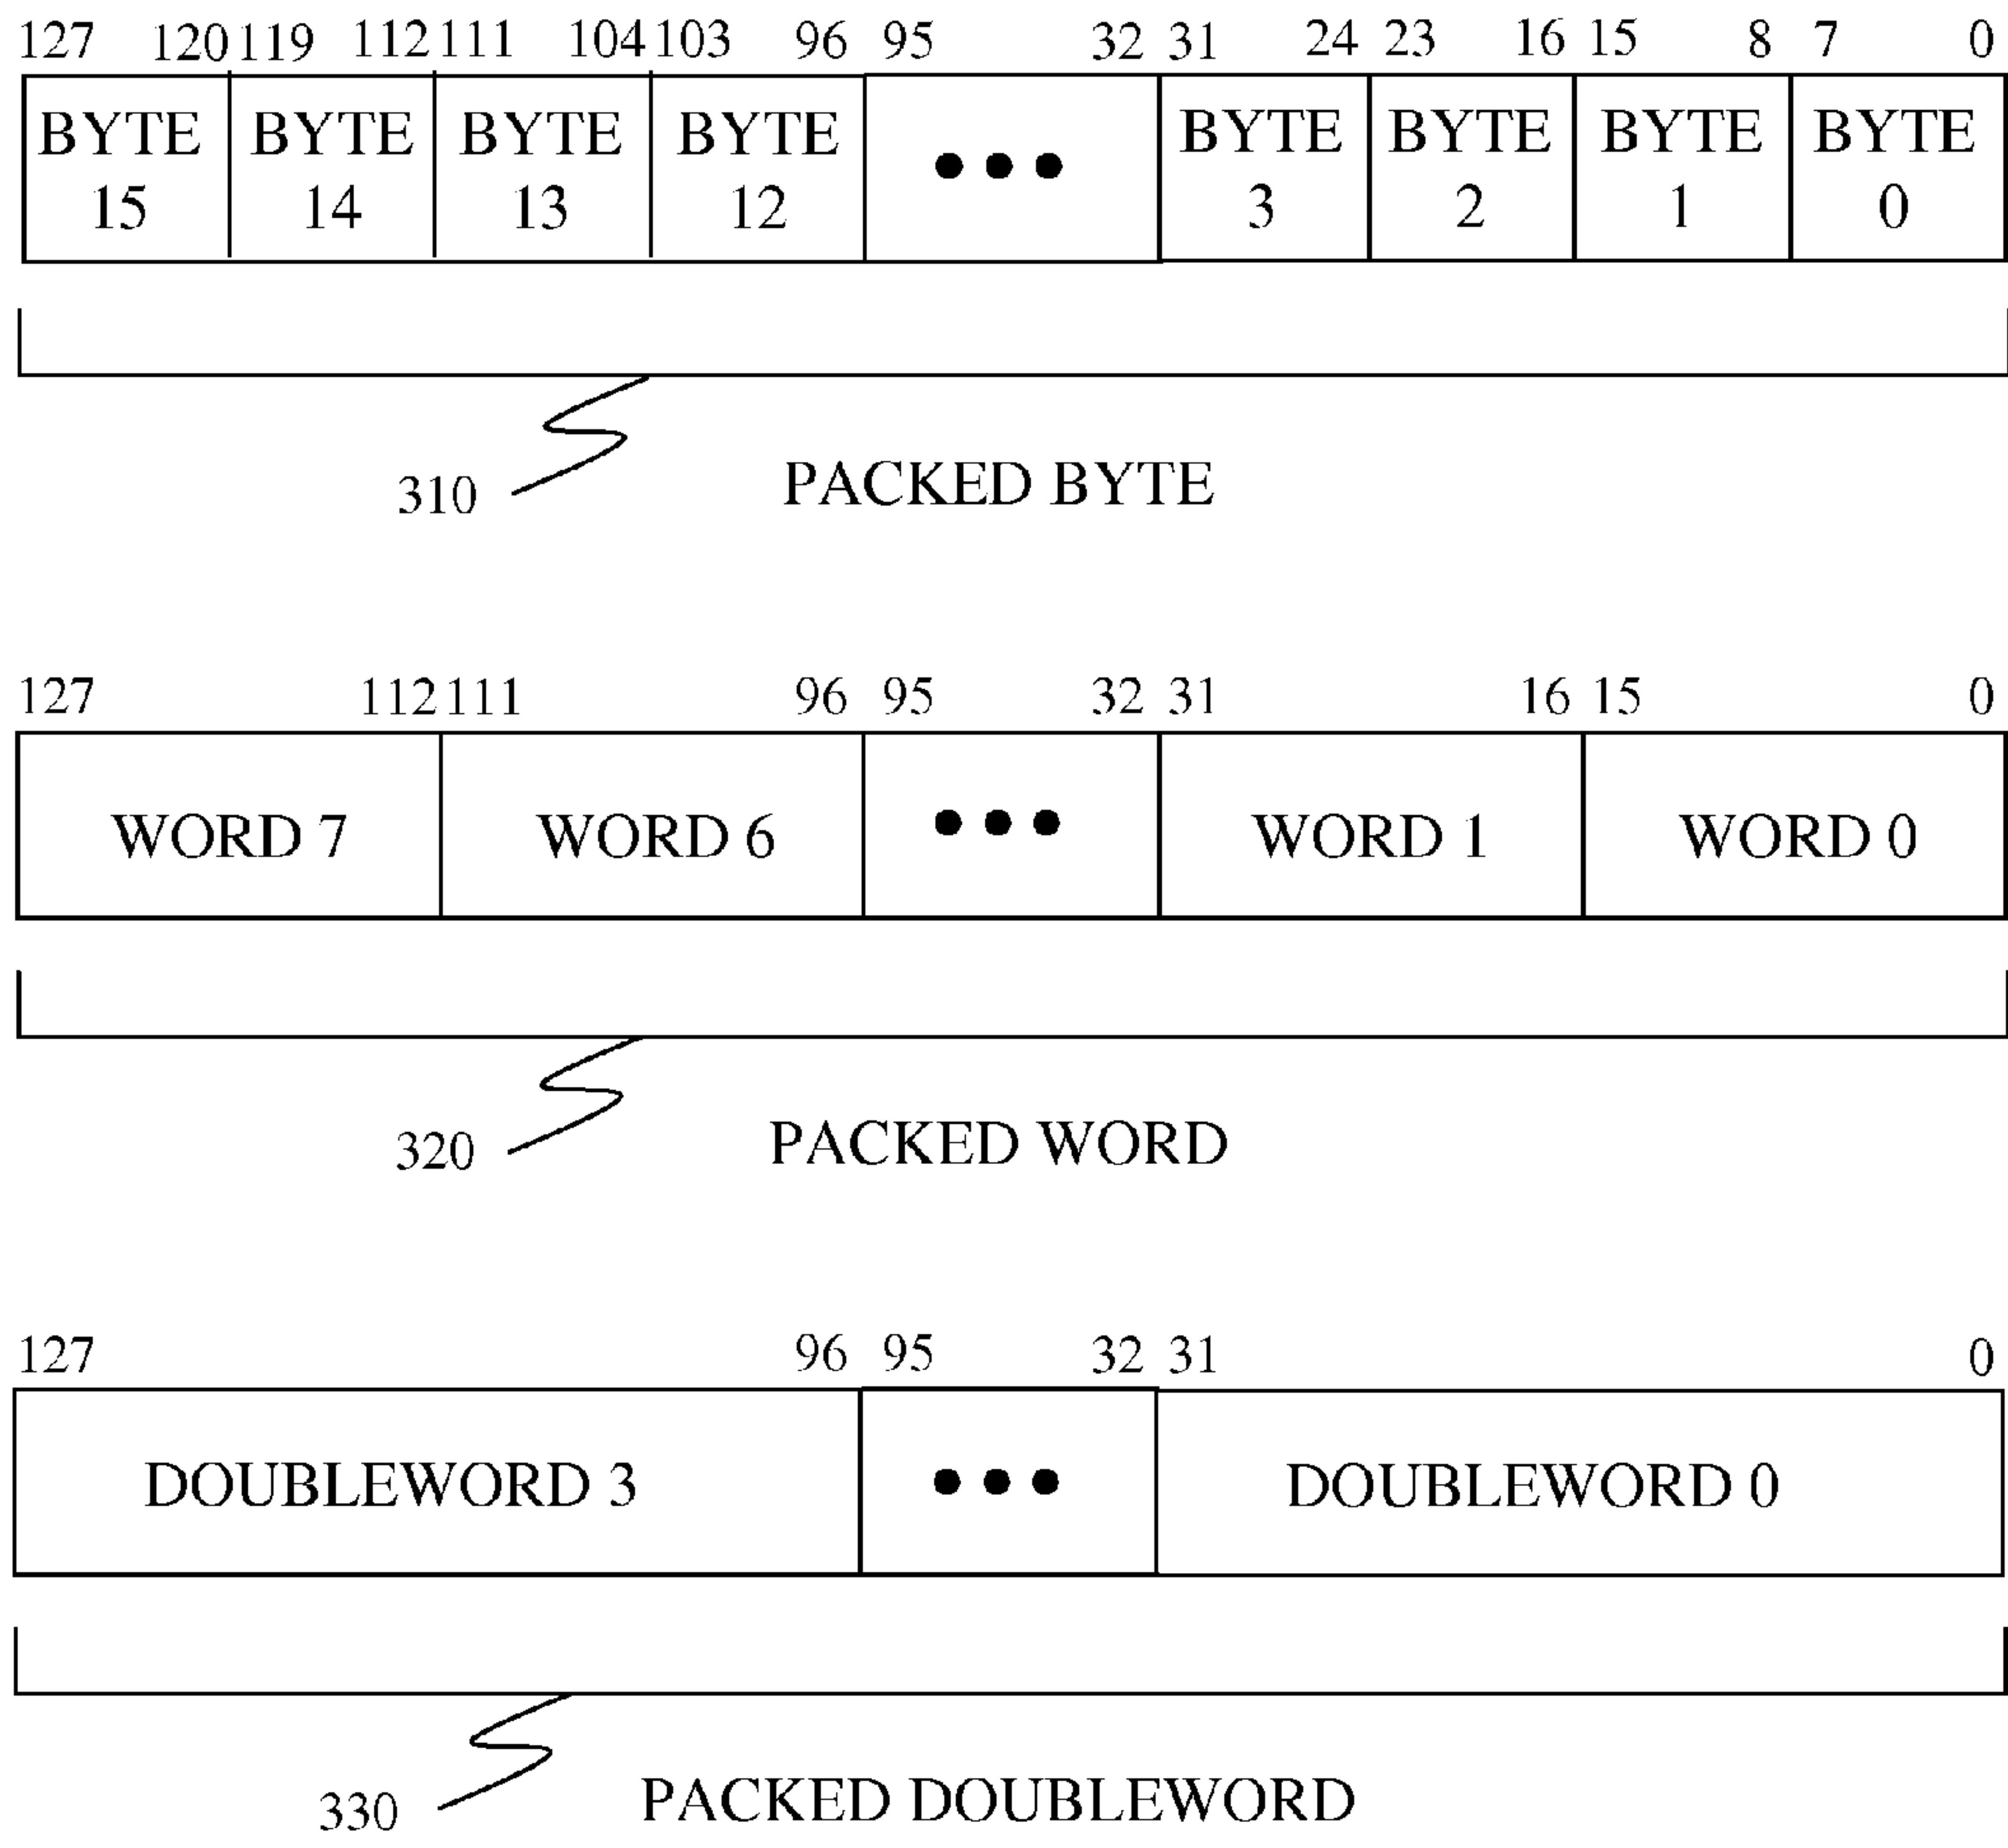 127 120 119 112 111 104 103 96 95 32 31 24 23 16 15 8 7 0
BYTE BYTE BYTE BYTE ••• BYTE BYTE BYTE BYTE
15 14 13 12 3 2 1 0
310 PACKED BYTE
127 112 111 96 95 32 31 16 15 0
WORD 7 WORD 6 ••• WORD 1 WORD 0
320 PACKED WORD
127 96 95 32 31 0
DOUBLEWORD 3 ••• DOUBLEWORD 0
330 PACKED DOUBLEWORD